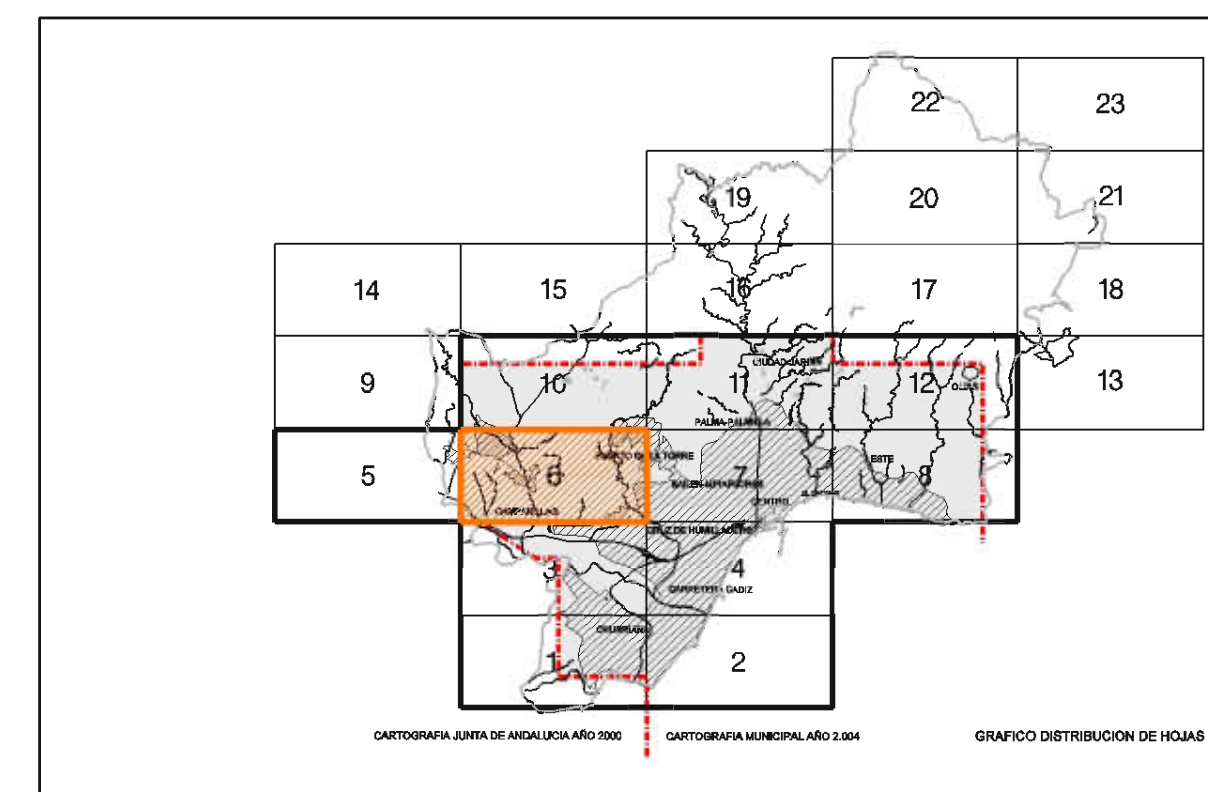 22 23
19 20 21
14 15 16 17 18
CIUDAD JARDIN
9 10 11 12 13
OLIAS
PALMA-PALMILLA
PUERTO DE LA TORRE
ESTE
5 6 7 8
BAILEN-MIRAFLORES
CENTRO
CAMPANILLAS
CRUZ DE HUMILLADERO
3 4
CARRETERA CADIZ
CHURRIANA
1 2
CARTOGRAFIA JUNTA DE ANDALUCIA AÑO 2000 CARTOGRAFIA MUNICIPAL AÑO 2.004 GRAFICO DISTRIBUCION DE HOJAS